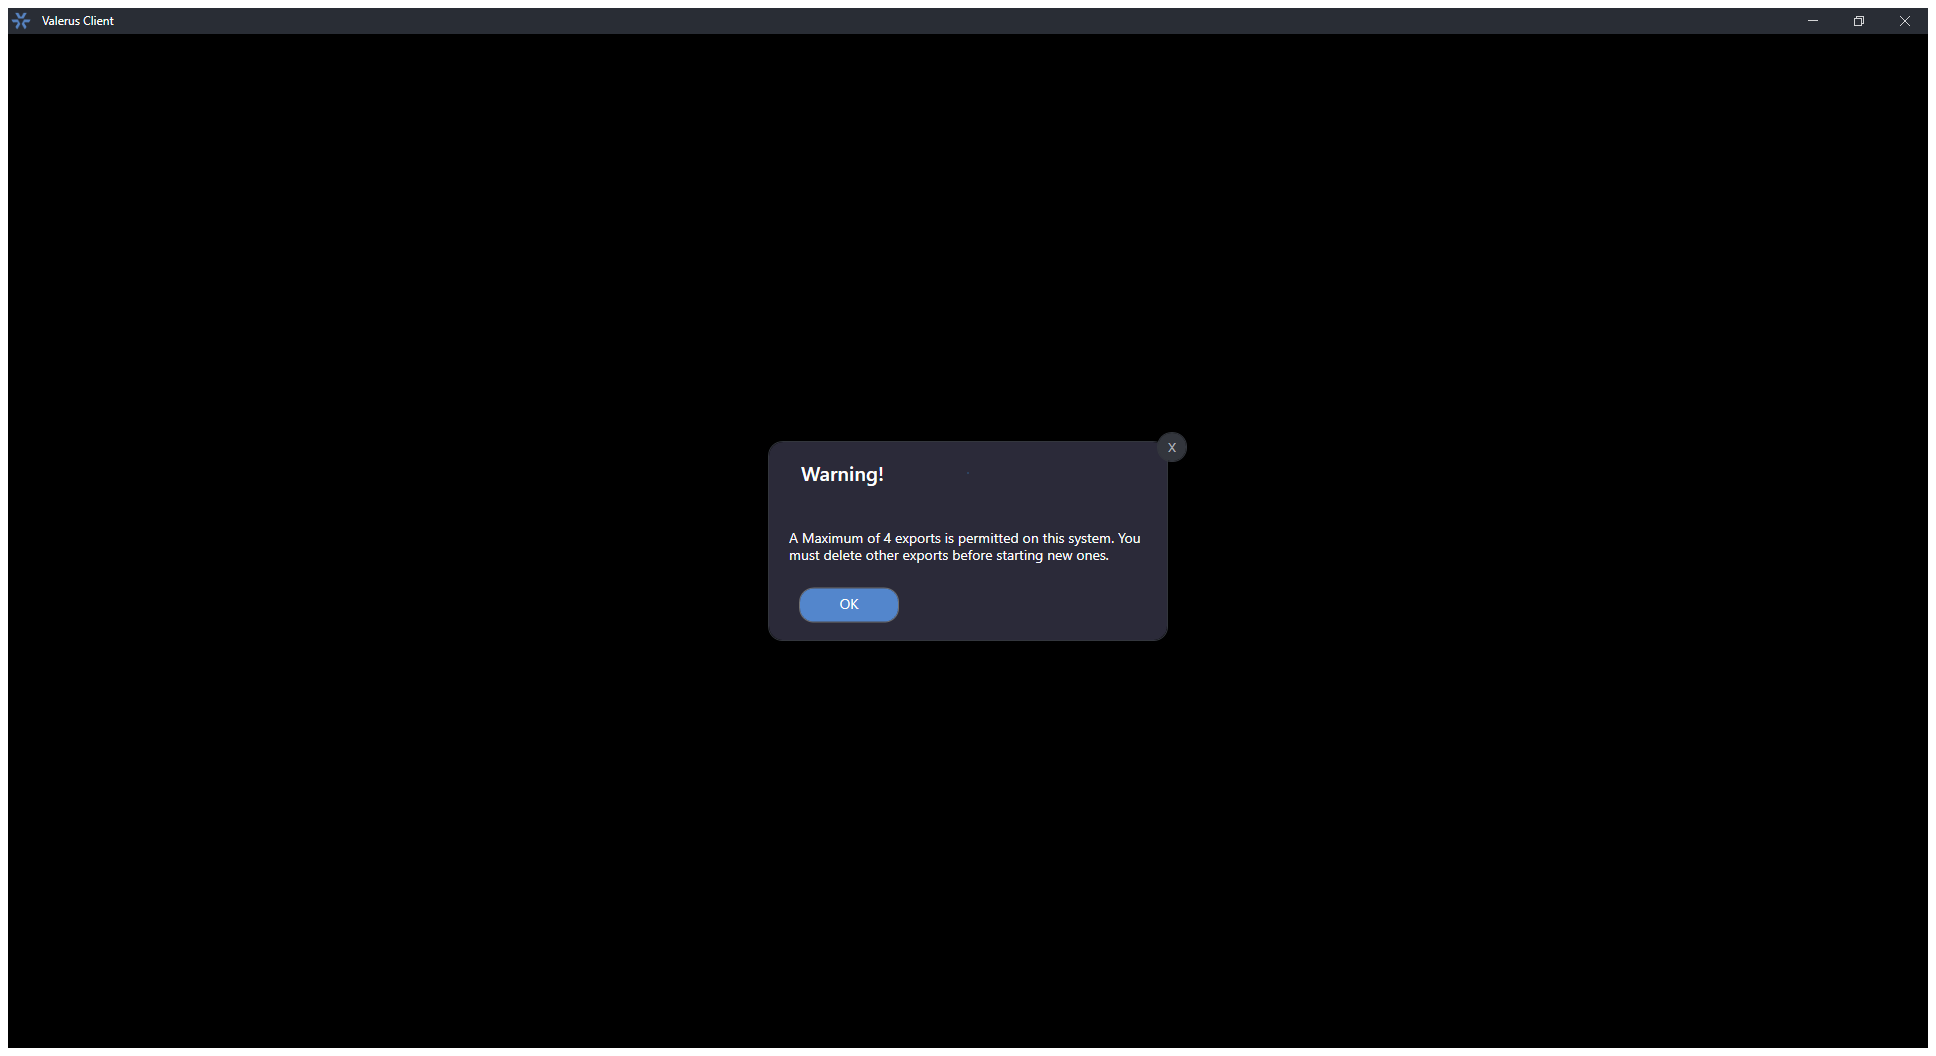 Valerus Client
X
Warning!
A Maximum of 4 exports is permitted on this system. You
must delete other exports before starting new ones.
OK